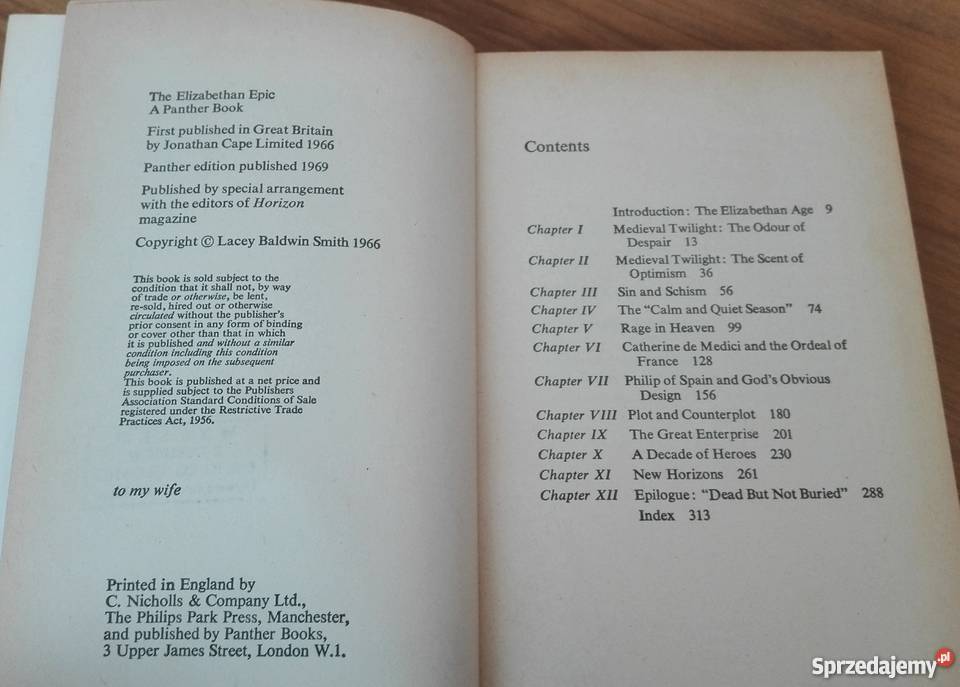 The Elizabethan Epic
A Panther Book
First published in Great Britain
by Jonathan Cape Limited 1966
Panther edition published 1969
Published by special arrangement
with the editors of Horizon
magazine
Copyright © Lacey Baldwin Smith 1966
This book is sold subject to the
condition that it shall not, by way
of trade or otherwise, be lent,
re-sold, hired out or otherwise
circulated without the publisher's
prior consent in any form of binding
or cover other than that in which
it is published and without a similar
condition including this condition
being imposed on the subsequent
purchaser.
This book is published at a net price and
is supplied subject to the Publishers
Association Standard Conditions of Sale
registered under the Restrictive Trade
Practices Act, 1956.
to my wife
Printed in England by
C. Nicholls & Company Ltd.,
The Philips Park Press, Manchester,
and published by Panther Books,
3 Upper James Street, London W.1.
Contents
Introduction: The Elizabethan Age 9
Chapter I Medieval Twilight: The Odour of
Despair 13
Chapter II Medieval Twilight: The Scent of
Optimism 36
Chapter III Sin and Schism 56
Chapter IV The "Calm and Quiet Season" 74
Chapter V Rage in Heaven 99
Chapter VI Catherine de Medici and the Ordeal of
France 128
Chapter VII Philip of Spain and God's Obvious
Design 156
Chapter VIII Plot and Counterplot 180
Chapter IX The Great Enterprise 201
Chapter X A Decade of Heroes 230
Chapter XI New Horizons 261
Chapter XII Epilogue: "Dead But Not Buried" 288
Index 313
Sprzedajemy.pl